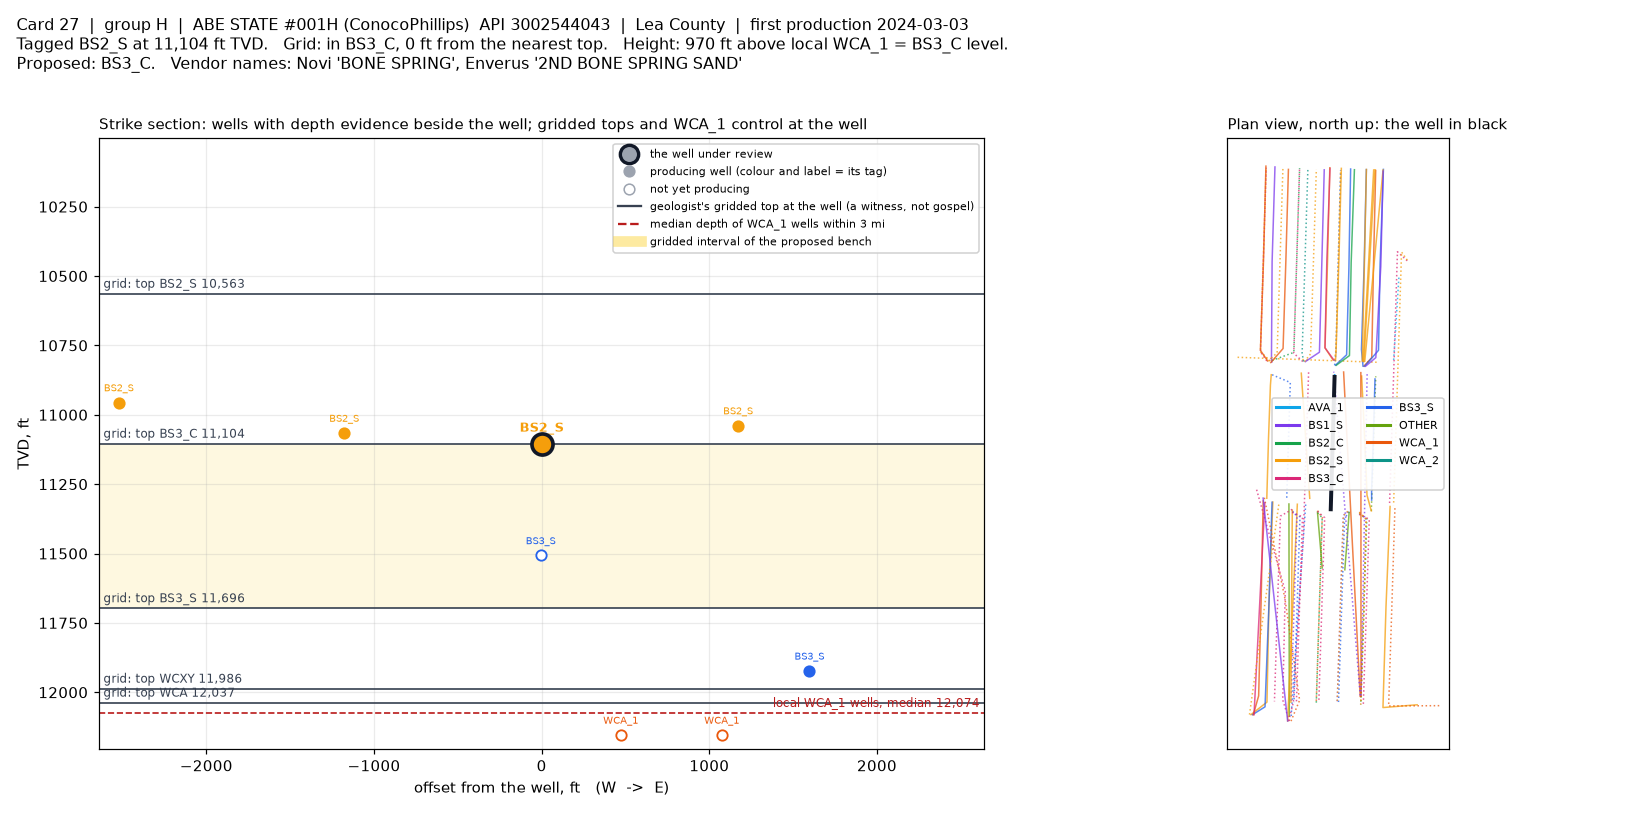 Card 27 | group H | ABE STATE #001H (ConocoPhillips) API 3002544043 | Lea County | first production 2024-03-03
Tagged BS2_S at 11,104 ft TVD. Grid: in BS3_C, 0 ft from the nearest top. Height: 970 ft above local WCA_1 = BS3_C level.
Proposed: BS3_C. Vendor names: Novi 'BONE SPRING', Enverus '2ND BONE SPRING SAND'
Strike section: wells with depth evidence beside the well; gridded tops and WCA_1 control at the well
the well under review
producing well (colour and label = its tag)
not yet producing
geologist's gridded top at the well (a witness, not gospel)
median depth of WCA_1 wells within 3 mi
gridded interval of the proposed bench
10250
10500
10750
11000
11250
11500
11750
12000
TVD, ft
grid: top BS2_S 10,563
BS2_S
BS2_S
BS2_S
BS2_S
grid: top BS3_C 11,104
BS3_S
grid: top BS3_S 11,696
BS3_S
grid: top WCXY 11,986
grid: top WCA 12,037
local WCA_1 wells, median 12,074
WCA_1
WCA_1
−2000
−1000
0
1000
2000
offset from the well, ft (W -> E)
Plan view, north up: the well in black
AVA_1
BS1_S
BS2_C
BS2_S
BS3_C
BS3_S
OTHER
WCA_1
WCA_2